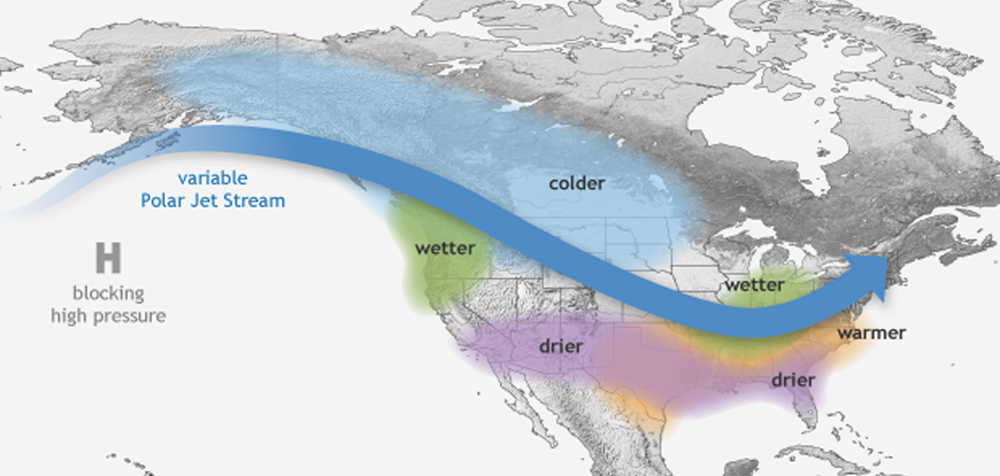 colder
variable
Polar Jet Stream
wetter
H
blocking
high pressure
wetter
warmer
drier
drier